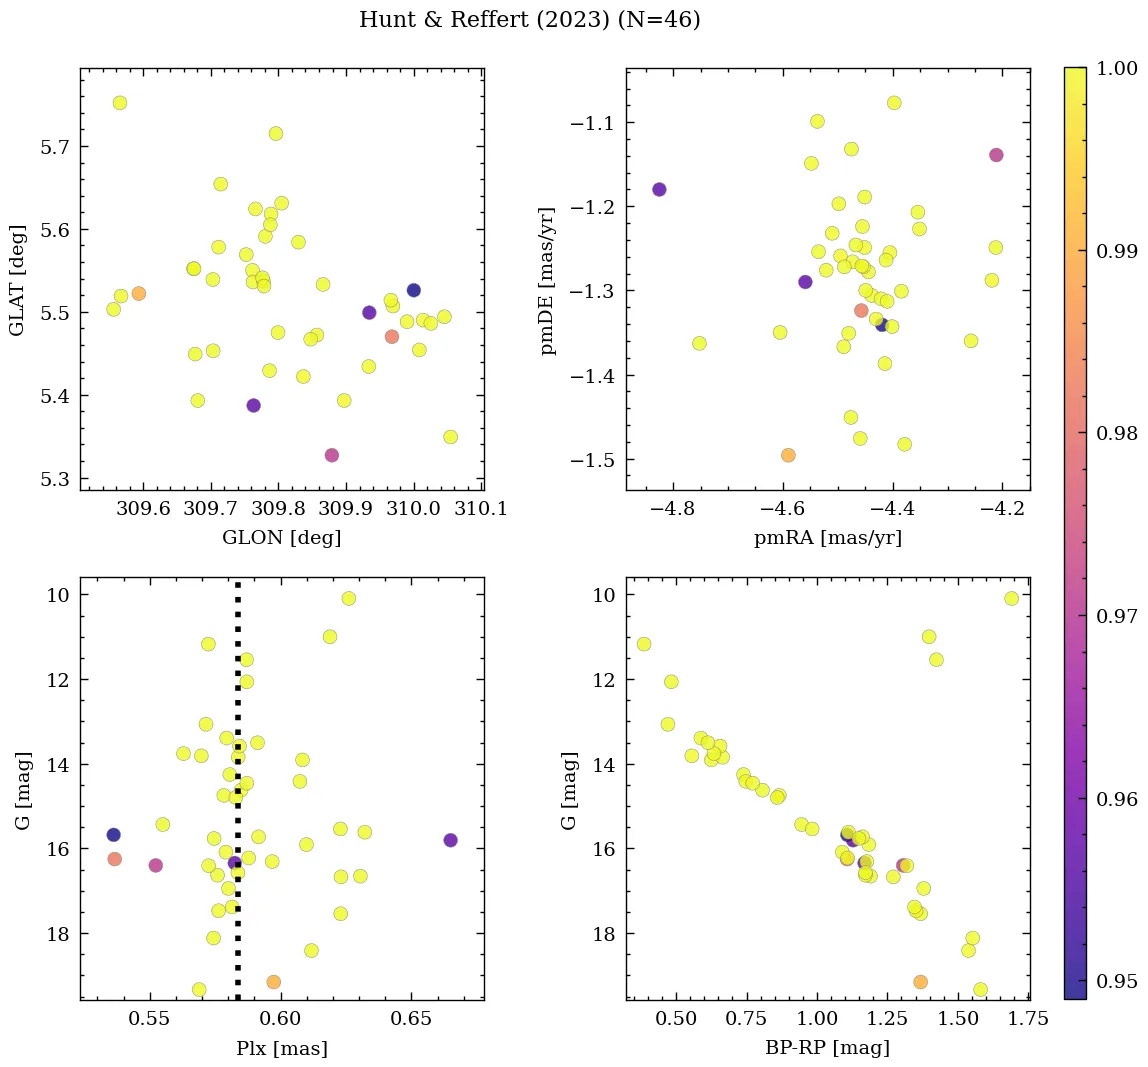 Hunt & Reffert (2023) (N=46)
GLAT [deg]
5.7
5.6
5.5
5.4
5.3
309.6 309.7 309.8 309.9 310.0 310.1
GLON [deg]
pmDE [mas/yr]
−1.1
−1.2
−1.3
−1.4
−1.5
−4.8 −4.6 −4.4 −4.2
pmRA [mas/yr]
G [mag]
10
12
14
16
18
0.55 0.60 0.65
Plx [mas]
G [mag]
10
12
14
16
18
0.50 0.75 1.00 1.25 1.50 1.75
BP-RP [mag]
1.00
0.99
0.98
0.97
0.96
0.95